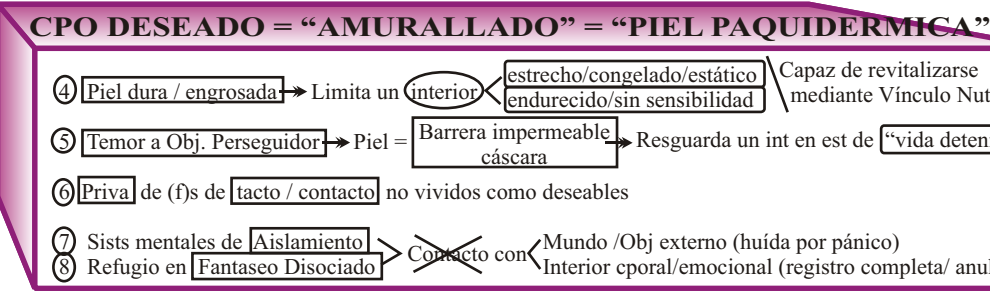 CPO DESEADO = “AMURALLADO” = “PIEL PAQUIDERMICA”
④ Piel dura / engrosada Limita un interior estrecho/congelado/estático endurecido/sin sensibilidad Capaz de revitalizarse mediante Vínculo Nut
⑤ Temor a Obj. Perseguidor Piel = Barrera impermeable cáscara Resguarda un int en est de “vida deten
⑥ Priva de (f)s de tacto / contacto no vividos como deseables
⑦ Sists mentales de Aislamiento
⑧ Refugio en Fantaseo Disociado
Contacto con
Mundo /Obj externo (huída por pánico)
Interior cporal/emocional (registro completa/ anul